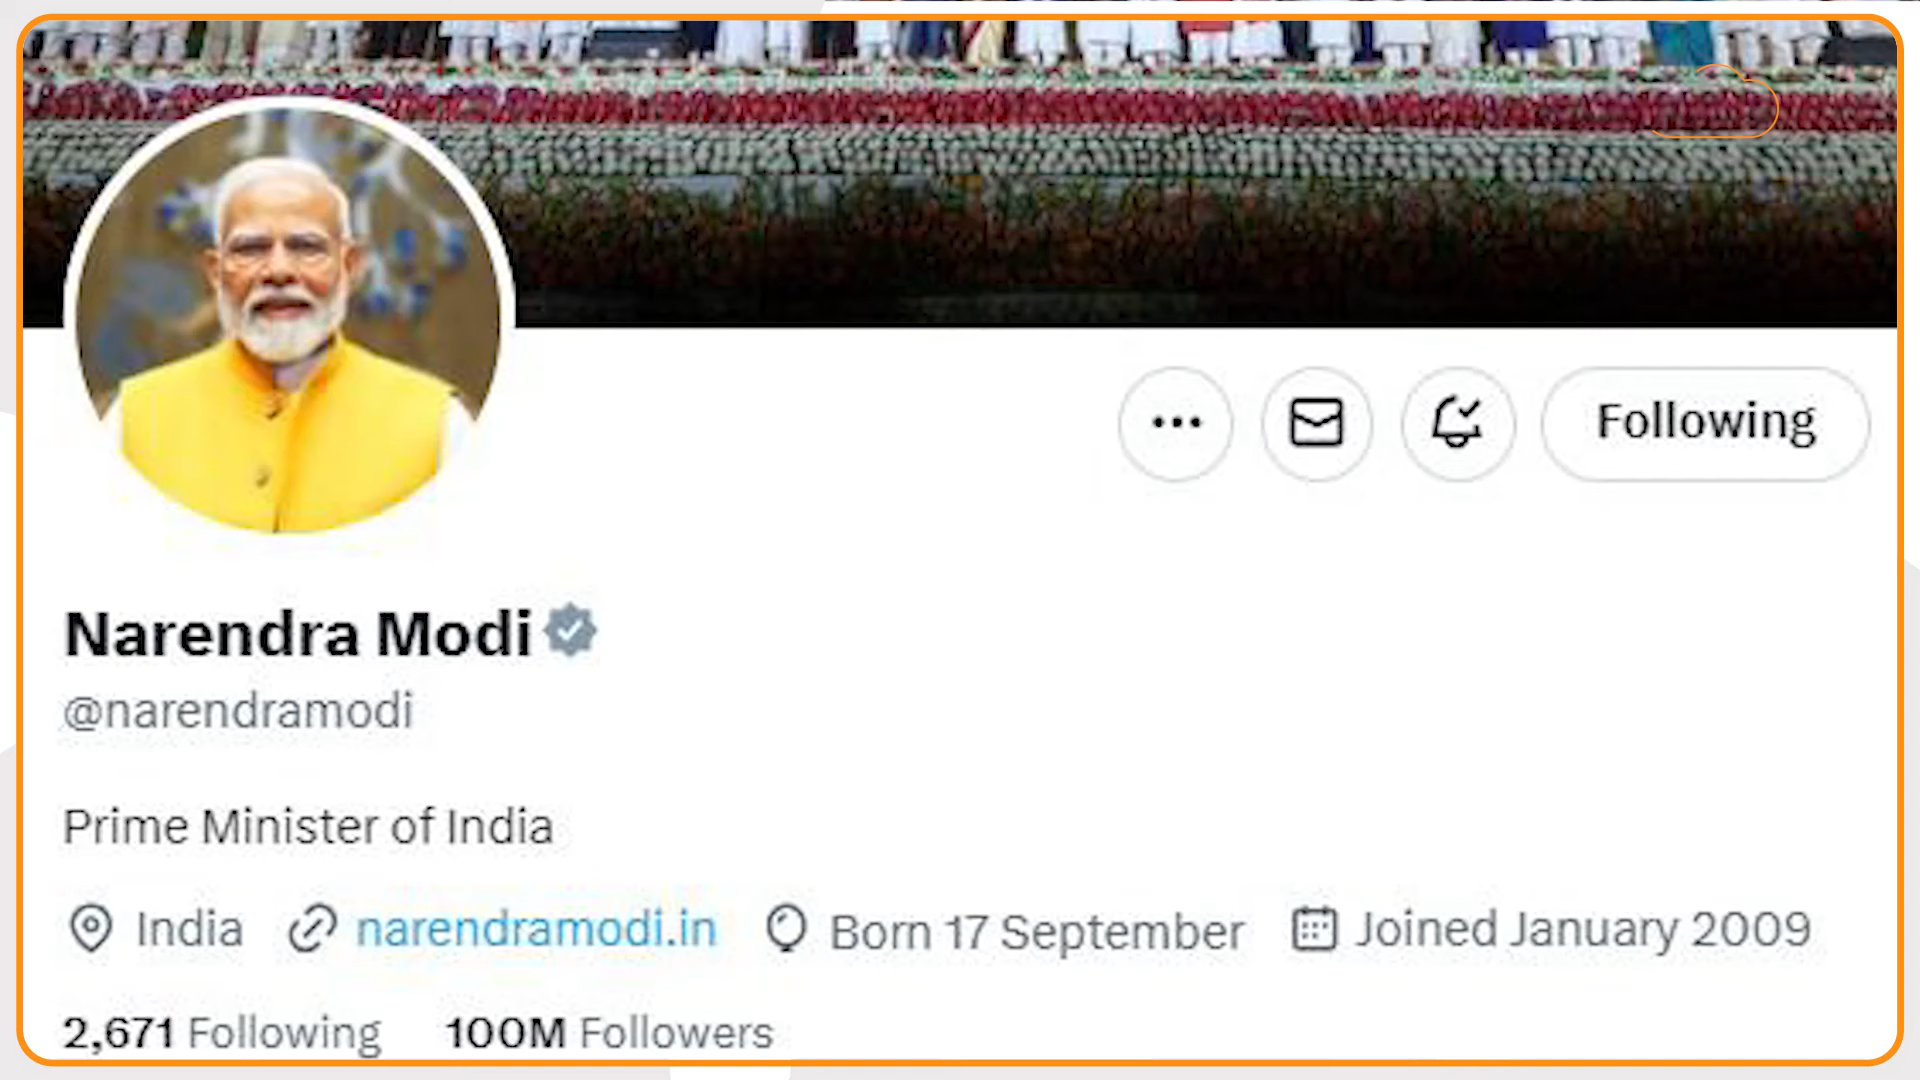 Following
Narendra Modi
@narendramodi
Prime Minister of India
India narendramodi.in Born 17 September Joined January 2009
2,671 Following 100M Followers